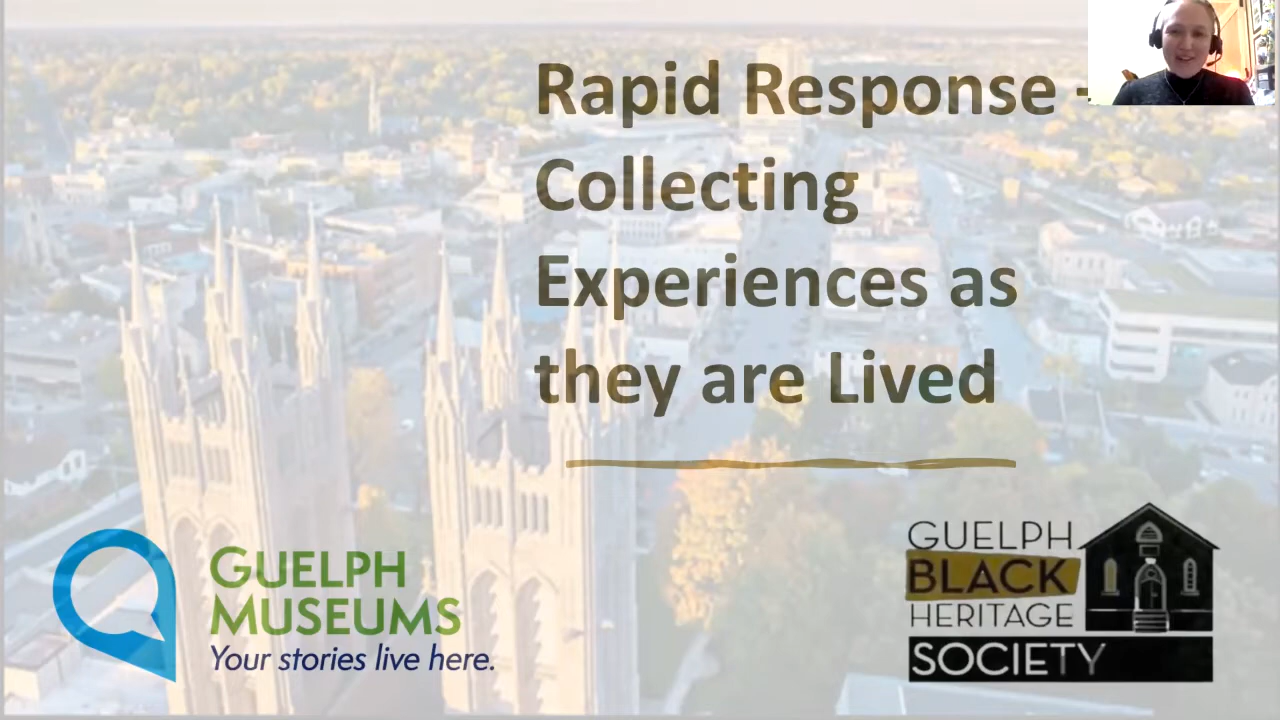 Rapid Response -
Collecting
Experiences as
they are Lived
GUELPH
MUSEUMS
Your stories live here.
GUELPH
BLACK
HERITAGE
SOCIETY